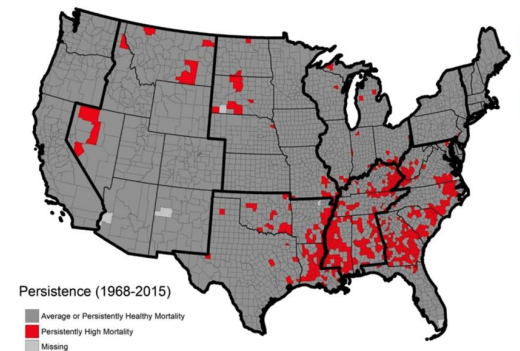 Persistence (1968-2015)
Average or Persistently Healthy Mortality
Persistently High Mortality
Missing